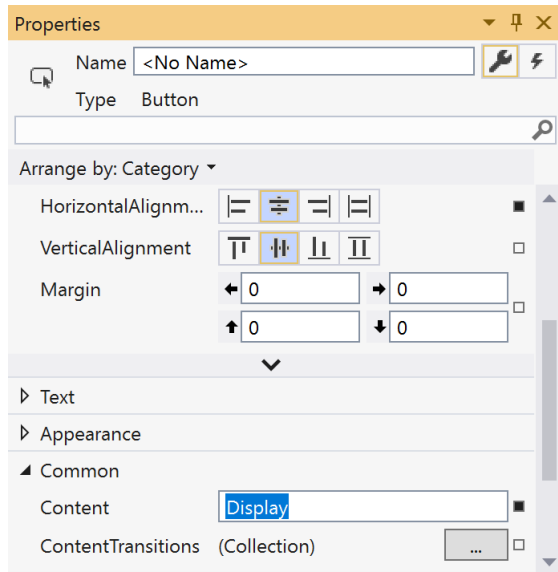 Properties
Name <No Name>
Type Button
Arrange by: Category
HorizontalAlignm...
VerticalAlignment
Margin 0 0
0 0
Text
Appearance
Common
Content Display
ContentTransitions (Collection) ...